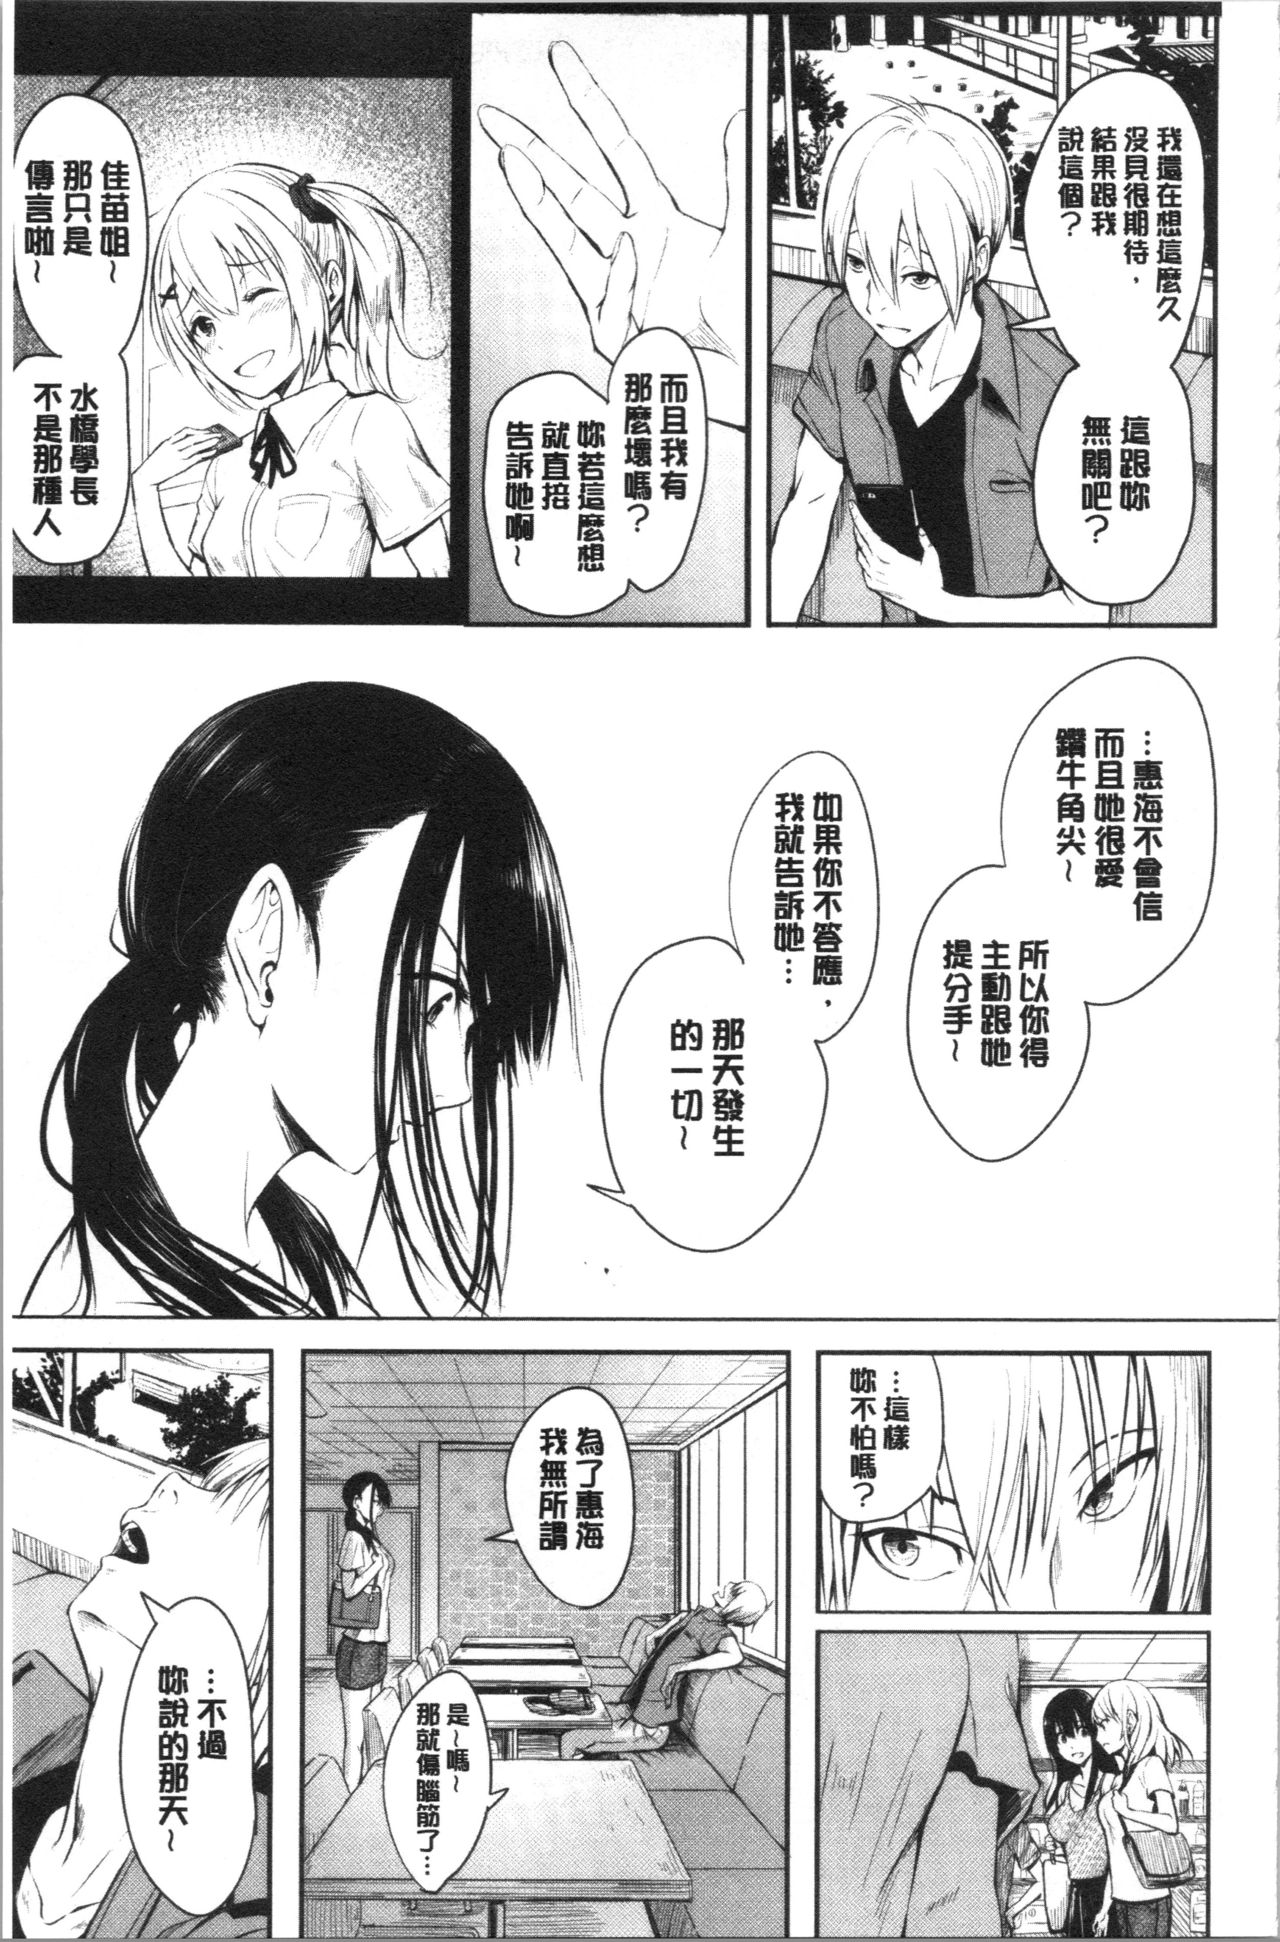 我還在想這麼久
沒見很期待，
結果跟我
說這個？
這跟妳
無關吧？
而且我有
那麼壞嗎？
妳若這麼想
就直接
告訴她啊～
佳苗姐～
那只是
傳言啦～
水橋學長
不是那種人
…惠海不會信
而且她很愛
鑽牛角尖～
所以你得
主動跟她
提分手～
如果你不答應，
我就告訴她…
那天發生
的一切～
…這樣
妳不怕嗎？
為了惠海
我無所謂
是～嗎～
那就傷腦筋了…
…不過
妳說的那天～